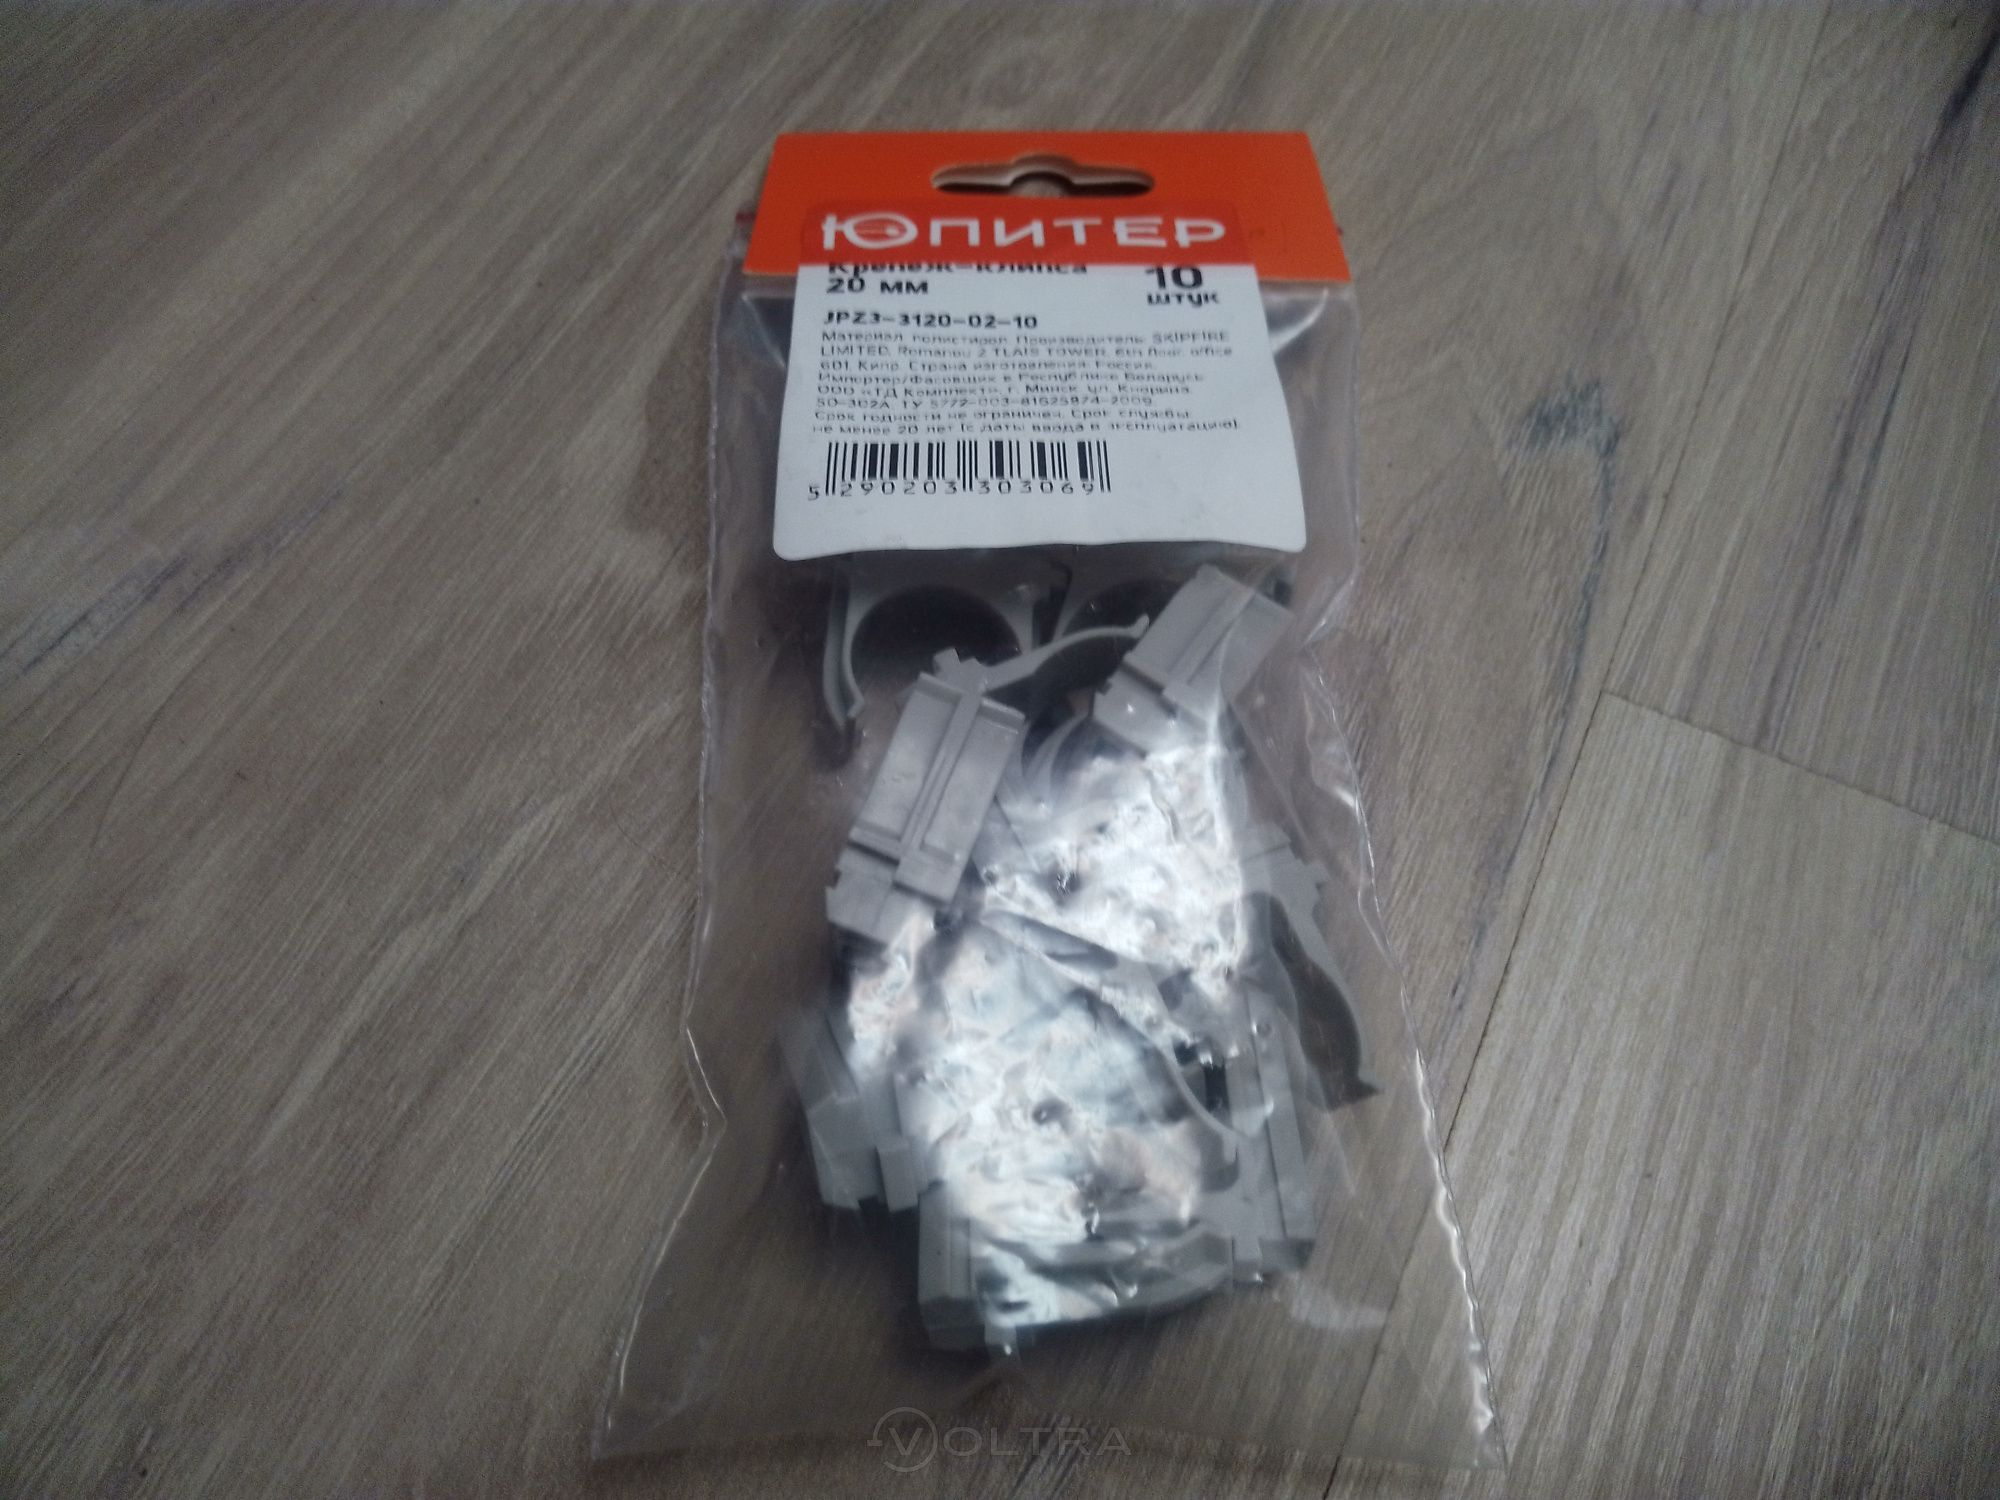 ЮПИТЕР
Крепеж-клипса
20 мм
10
штук
JPZ3-3120-02-10
Материал: полистирол. Производитель: SKIPFIRE
LIMITED, Romanou 2 TLAIS TOWER, 6th floor, office
601, Кипр. Страна изготовления: Россия.
Импортер/Фасовщик в Республике Беларусь:
ООО «ТД Комплект», г. Минск, ул. Кнорина,
50-302А. ТУ 5772-003-81525874-2009.
Срок годности не ограничен. Срок службы:
не менее 20 лет (с даты ввода в эксплуатацию).
5 290203 303069
VOLTRA